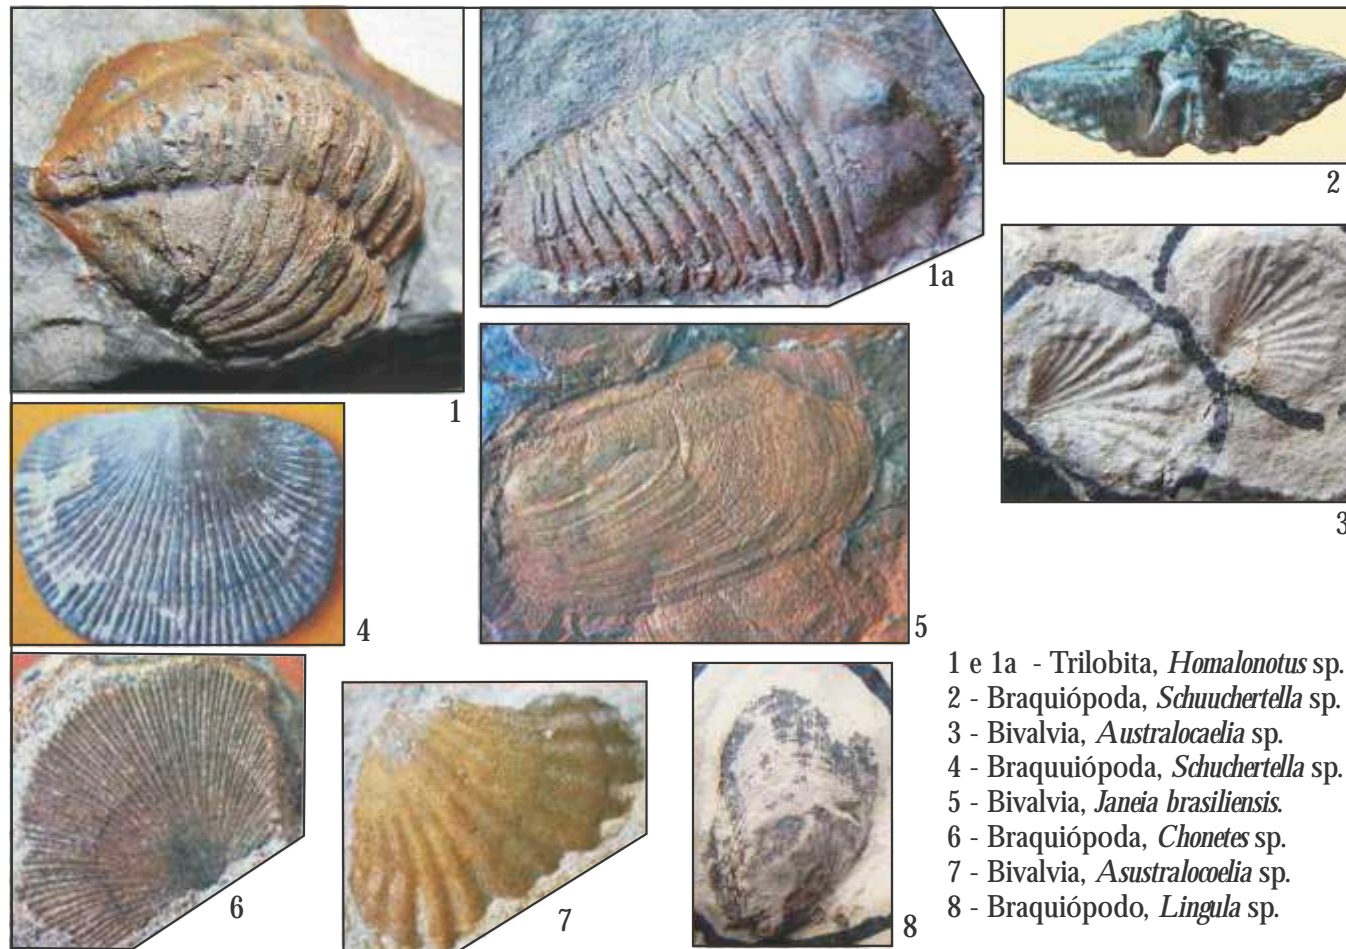 1
1a
2
3
4
5
6
7
8
1 e 1a - Trilobita, Homalonotus sp.
2 - Braquiópoda, Schuuchertella sp.
3 - Bivalvia, Australocaelia sp.
4 - Braquuiópoda, Schuchertella sp.
5 - Bivalvia, Janeia brasiliensis.
6 - Braquiópoda, Chonetes sp.
7 - Bivalvia, Asustralocoelia sp.
8 - Braquiópodo, Lingula sp.